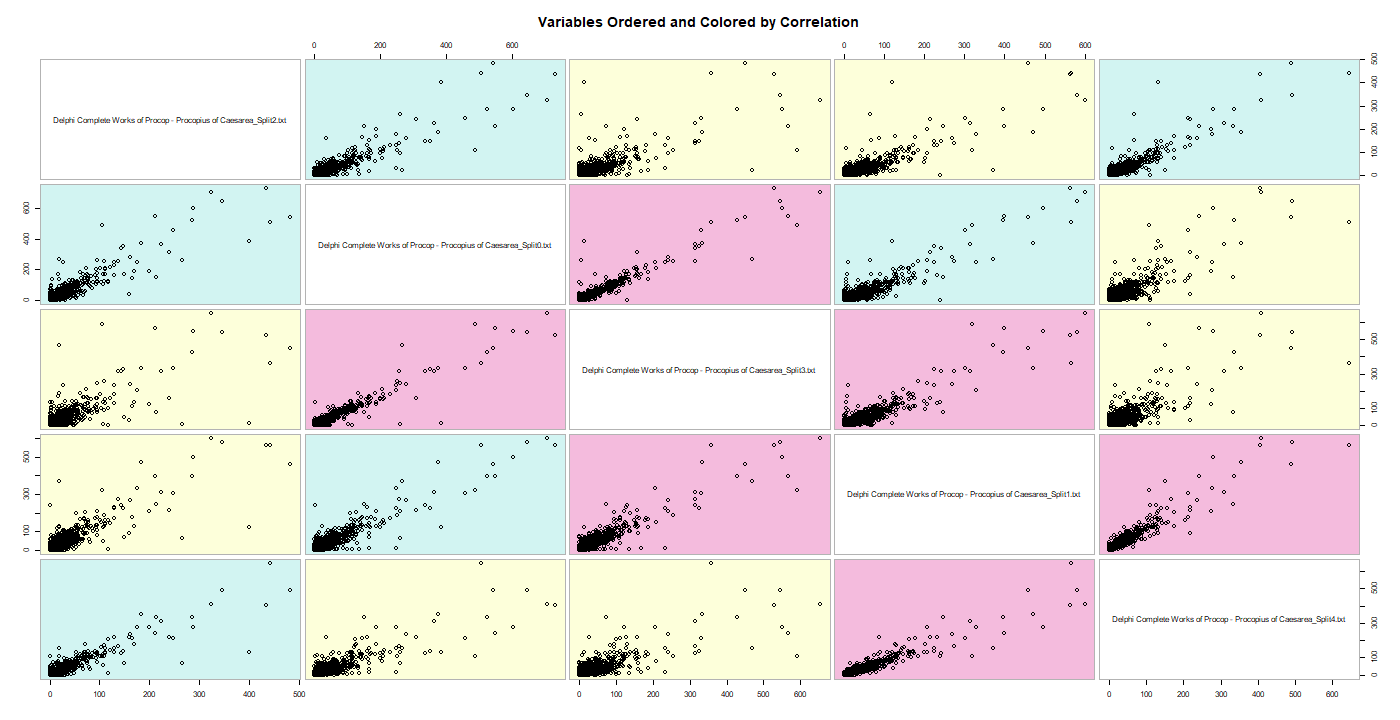 Variables Ordered and Colored by Correlation
0 200 400 600 0 100 200 300 400 500 600
Delphi Complete Works of Procop - Procopius of Caesarea_Split2.txt
0 100 200 300 400 500
0 200 400 600
Delphi Complete Works of Procop - Procopius of Caesarea_Split0.txt
Delphi Complete Works of Procop - Procopius of Caesarea_Split3.txt
0 100 300 500
0 100 300 500
Delphi Complete Works of Procop - Procopius of Caesarea_Split1.txt
Delphi Complete Works of Procop - Procopius of Caesarea_Split4.txt
0 100 300 500
0 100 200 300 400 500 0 100 200 300 400 500 600 0 100 200 300 400 500 600